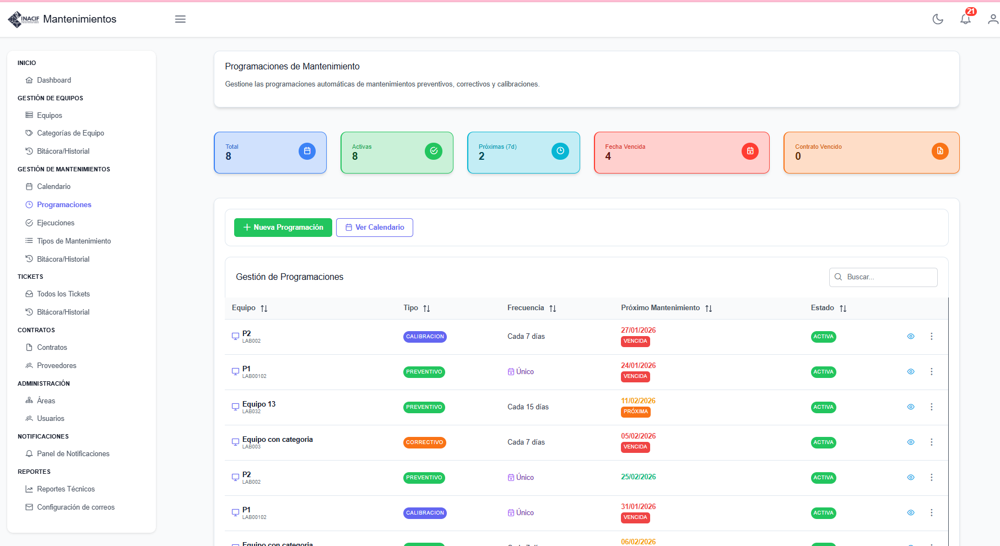 INACIF Mantenimientos
21
INICIO
Dashboard
GESTIÓN DE EQUIPOS
Equipos
Categorías de Equipo
Bitácora/Historial
GESTIÓN DE MANTENIMIENTOS
Calendario
Programaciones
Ejecuciones
Tipos de Mantenimiento
Bitácora/Historial
TICKETS
Todos los Tickets
Bitácora/Historial
CONTRATOS
Contratos
Proveedores
ADMINISTRACIÓN
Áreas
Usuarios
NOTIFICACIONES
Panel de Notificaciones
REPORTES
Reportes Técnicos
Configuración de correos
Programaciones de Mantenimiento
Gestione las programaciones automáticas de mantenimientos preventivos, correctivos y calibraciones.
Total
8
Activas
8
Próximas (7d)
2
Fecha Vencida
4
Contrato Vencido
0
Nueva Programación
Ver Calendario
Gestión de Programaciones
Buscar...
Equipo Tipo Frecuencia Próximo Mantenimiento Estado
P2
LAB002
CALIBRACION
Cada 7 días
27/01/2026
VENCIDA
ACTIVA
P1
LAB00102
PREVENTIVO
Único
24/01/2026
VENCIDA
ACTIVA
Equipo 13
LAB032
PREVENTIVO
Cada 15 días
11/02/2026
PRÓXIMA
ACTIVA
Equipo con categoria
LAB003
CORRECTIVO
Cada 7 días
05/02/2026
VENCIDA
ACTIVA
P2
LAB002
PREVENTIVO
Único
25/02/2026
ACTIVA
P1
LAB00102
CALIBRACION
Único
31/01/2026
VENCIDA
ACTIVA
Equipo con categoria
06/02/2026